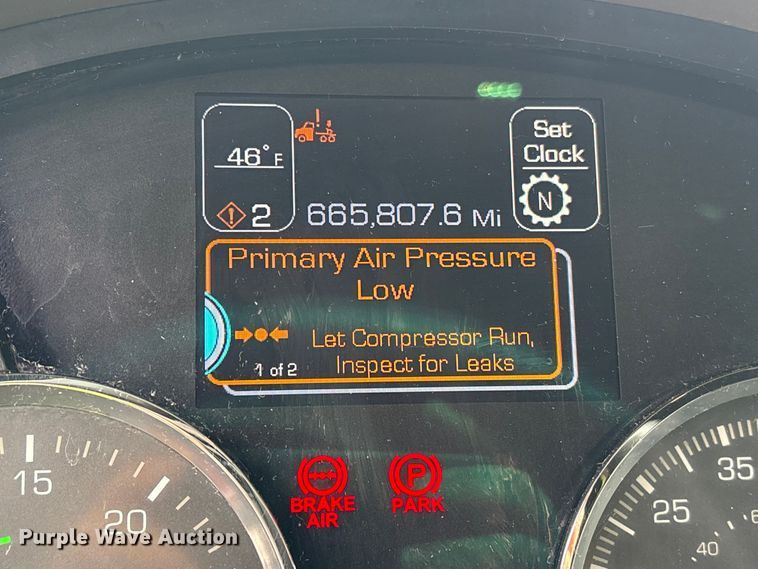 46°F
Set
Clock
N
2
665,807.6 Mi
Primary Air Pressure
Low
Let Compressor Run,
Inspect for Leaks
1 of 2
BRAKE
AIR
P
PARK
15
20
25
35
40
Purple Wave Auction